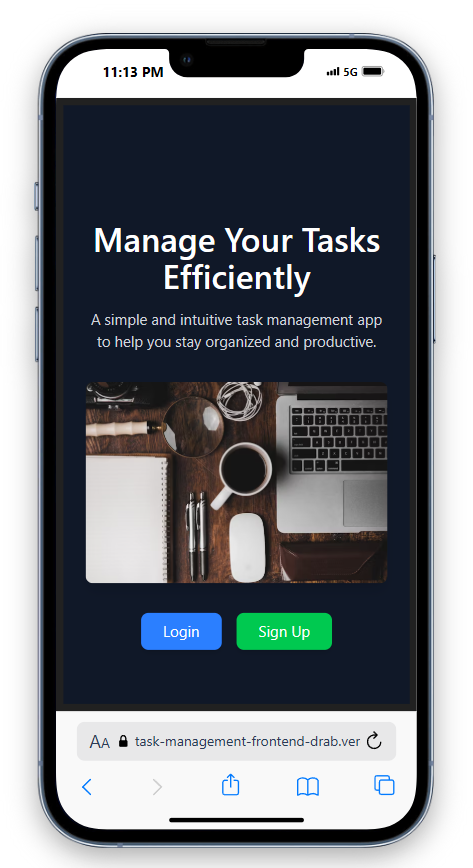 11:13 PM
5G
Manage Your Tasks
Efficiently
A simple and intuitive task management app
to help you stay organized and productive.
Login
Sign Up
AA task-management-frontend-drab.ver